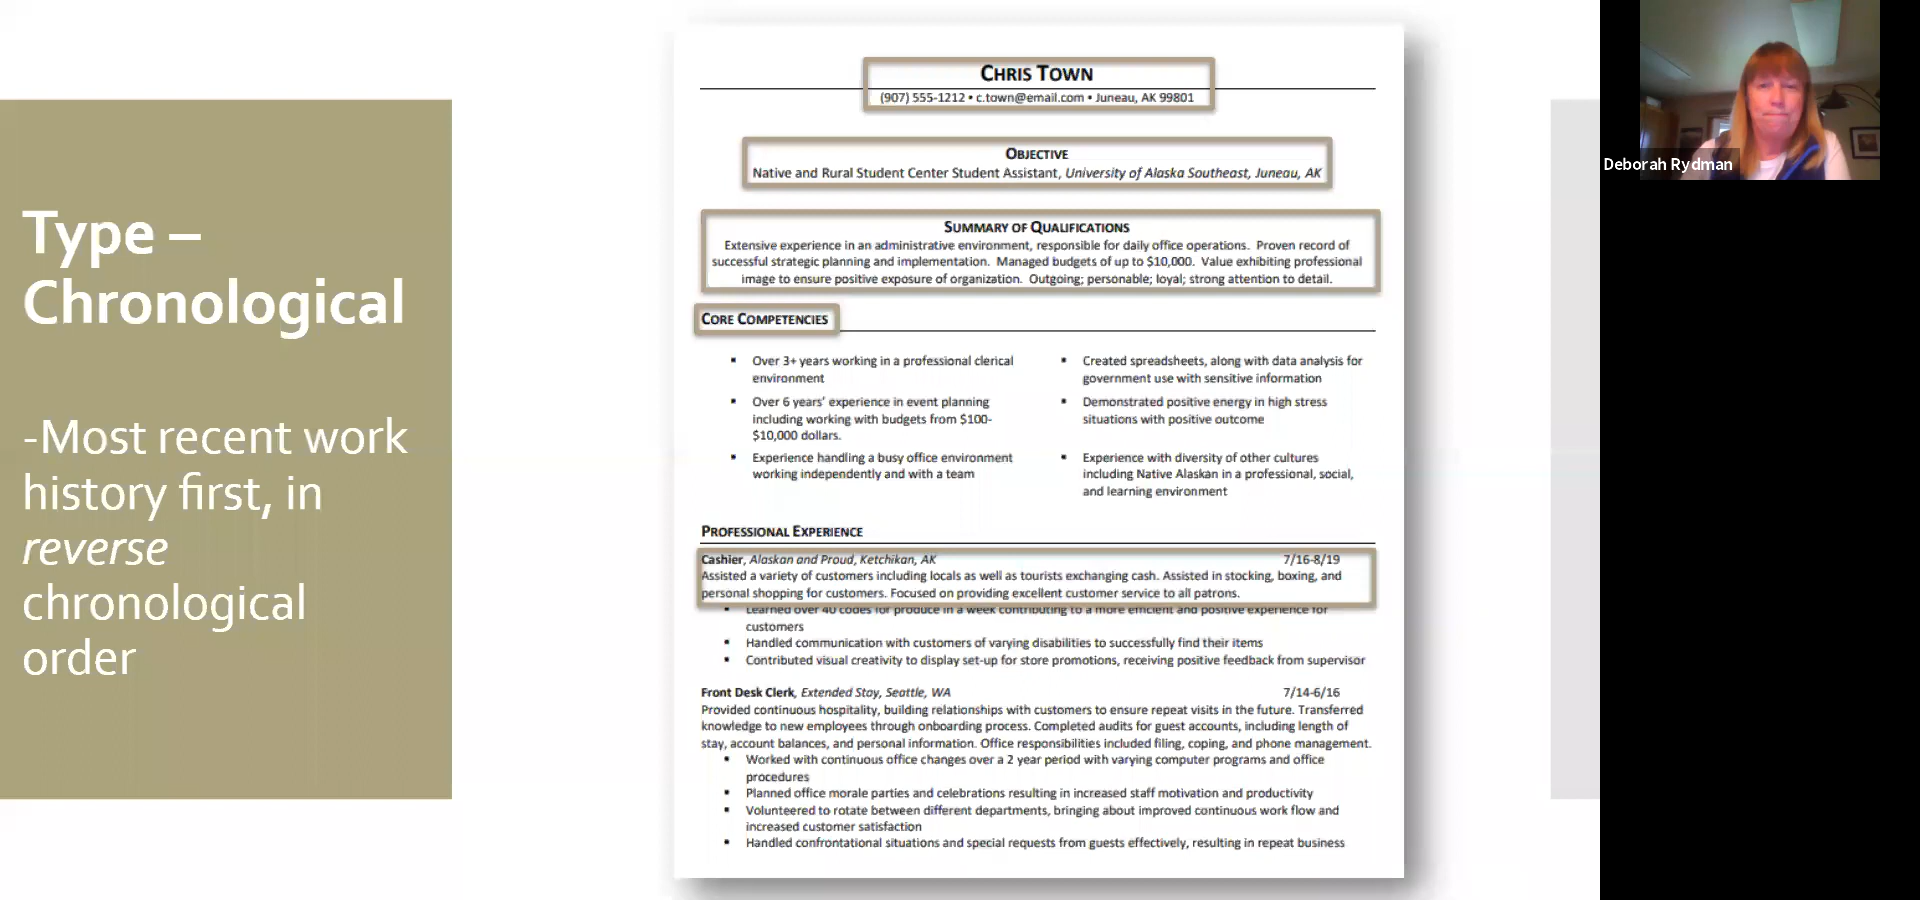 Type –
Chronological
-Most recent work
history first, in
reverse
chronological
order
CHRIS TOWN
(907) 555-1212 • c.town@email.com • Juneau, AK 99801
OBJECTIVE
Native and Rural Student Center Student Assistant, University of Alaska Southeast, Juneau, AK
SUMMARY OF QUALIFICATIONS
Extensive experience in an administrative environment, responsible for daily office operations. Proven record of
successful strategic planning and implementation. Managed budgets of up to $10,000. Value exhibiting professional
image to ensure positive exposure of organization. Outgoing; personable; loyal; strong attention to detail.
CORE COMPETENCIES
▪ Over 3+ years working in a professional clerical
environment
▪ Over 6 years' experience in event planning
including working with budgets from $100-
$10,000 dollars.
▪ Experience handling a busy office environment
working independently and with a team
▪ Created spreadsheets, along with data analysis for
government use with sensitive information
▪ Demonstrated positive energy in high stress
situations with positive outcome
▪ Experience with diversity of other cultures
including Native Alaskan in a professional, social,
and learning environment
PROFESSIONAL EXPERIENCE
Cashier, Alaskan and Proud, Ketchikan, AK 7/16-8/19
Assisted a variety of customers including locals as well as tourists exchanging cash. Assisted in stocking, boxing, and
personal shopping for customers. Focused on providing excellent customer service to all patrons.
▪ Learned over 40 codes for produce in a week contributing to a more efficient and positive experience for
customers
▪ Handled communication with customers of varying disabilities to successfully find their items
▪ Contributed visual creativity to display set-up for store promotions, receiving positive feedback from supervisor
Front Desk Clerk, Extended Stay, Seattle, WA 7/14-6/16
Provided continuous hospitality, building relationships with customers to ensure repeat visits in the future. Transferred
knowledge to new employees through onboarding process. Completed audits for guest accounts, including length of
stay, account balances, and personal information. Office responsibilities included filing, coping, and phone management.
▪ Worked with continuous office changes over a 2 year period with varying computer programs and office
procedures
▪ Planned office morale parties and celebrations resulting in increased staff motivation and productivity
▪ Volunteered to rotate between different departments, bringing about improved continuous work flow and
increased customer satisfaction
▪ Handled confrontational situations and special requests from guests effectively, resulting in repeat business
Deborah Rydman